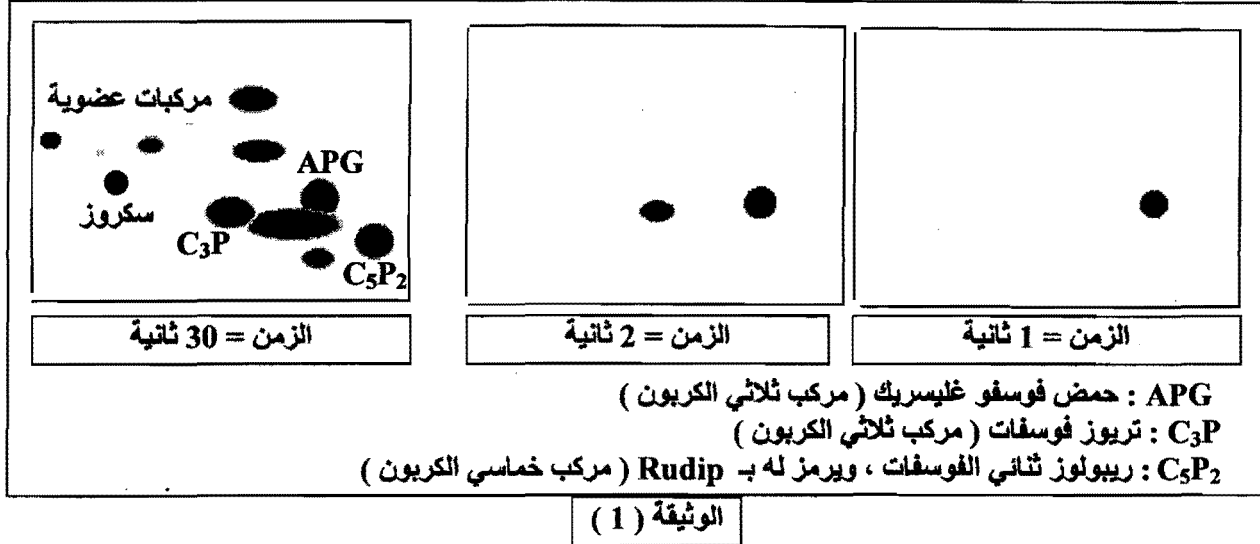 مركبات عضوية
APG
سكروز
C₃P
C₅P₂
الزمن = 1 ثانية
الزمن = 2 ثانية
الزمن = 30 ثانية
APG : حمض فوسفو غليسريك ( مركب ثلاثي الكربون )
C₃P : تريوز فوسفات ( مركب ثلاثي الكربون )
C₅P₂ : ريبولوز ثنائي الفوسفات ، ويرمز له بـ Rudip ( مركب خماسي الكربون )
الوثيقة ( 1 )